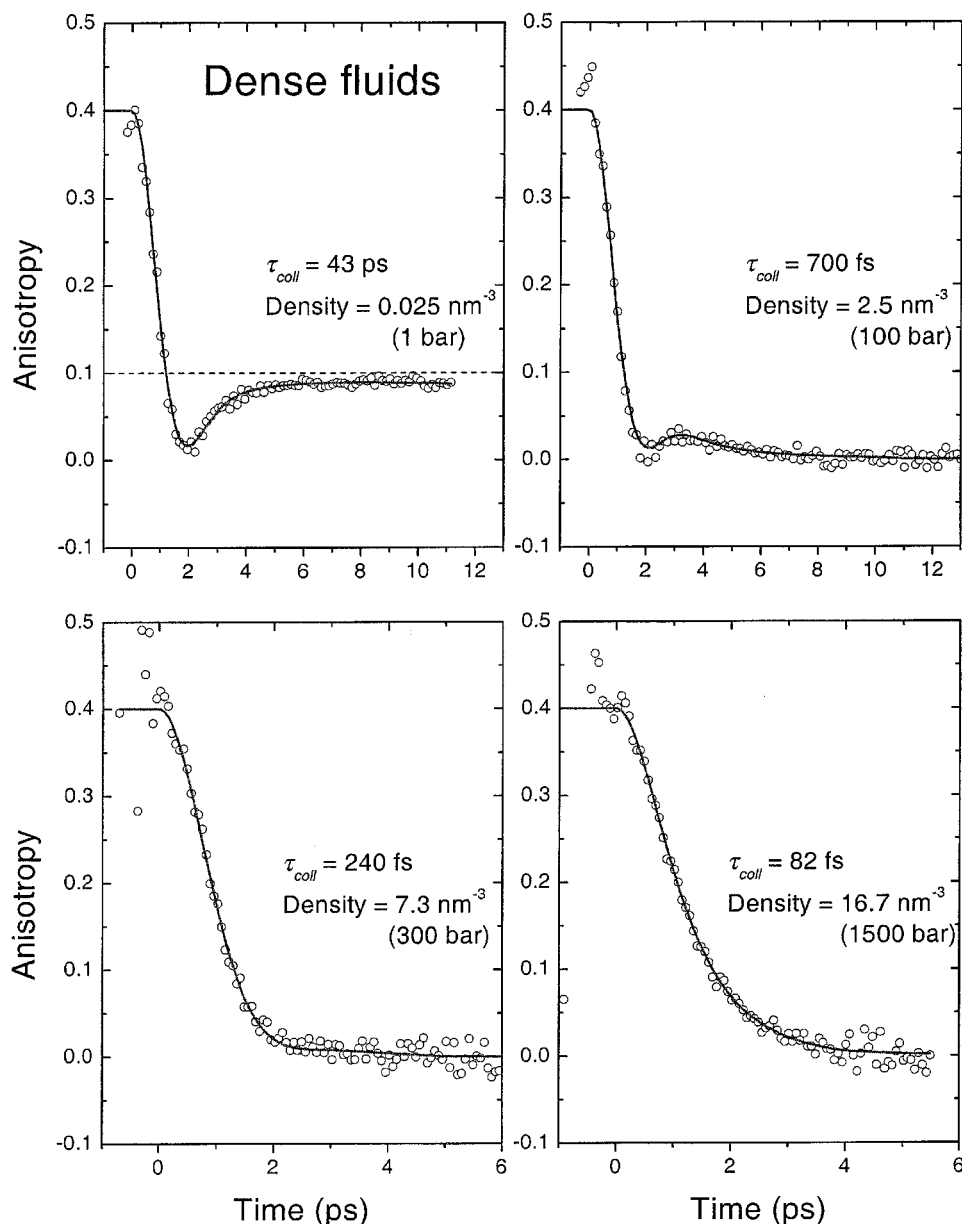 Dense fluids
0.5
0.4
0.3
0.2
0.1
0.0
-0.1
Anisotropy
τcoll = 43 ps
Density = 0.025 nm-3
(1 bar)
0 2 4 6 8 10 12
0.5
0.4
0.3
0.2
0.1
0.0
-0.1
τcoll = 700 fs
Density = 2.5 nm-3
(100 bar)
0 2 4 6 8 10 12
0.5
0.4
0.3
0.2
0.1
0.0
-0.1
Anisotropy
τcoll = 240 fs
Density = 7.3 nm-3
(300 bar)
0 2 4 6
Time (ps)
0.5
0.4
0.3
0.2
0.1
0.0
-0.1
τcoll = 82 fs
Density = 16.7 nm-3
(1500 bar)
0 2 4 6
Time (ps)